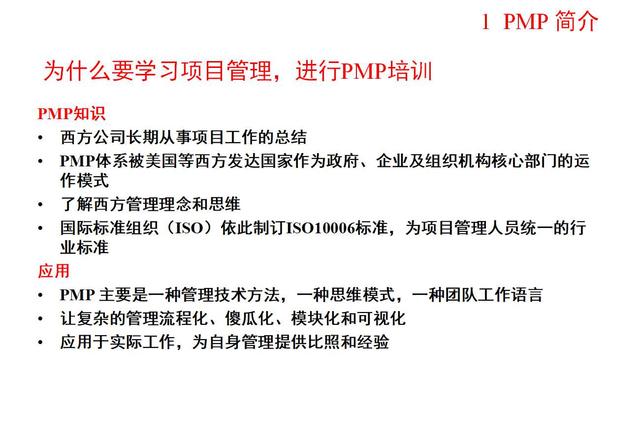 1 PMP 简介
为什么要学习项目管理，进行PMP培训
PMP知识
• 西方公司长期从事项目工作的总结
• PMP体系被美国等西方发达国家作为政府、企业及组织机构核心部门的运
作模式
• 了解西方管理理念和思维
• 国际标准组织（ISO）依此制订ISO10006标准，为项目管理人员统一的行
业标准
应用
• PMP 主要是一种管理技术方法，一种思维模式，一种团队工作语言
• 让复杂的管理流程化、傻瓜化、模块化和可视化
• 应用于实际工作，为自身管理提供比照和经验